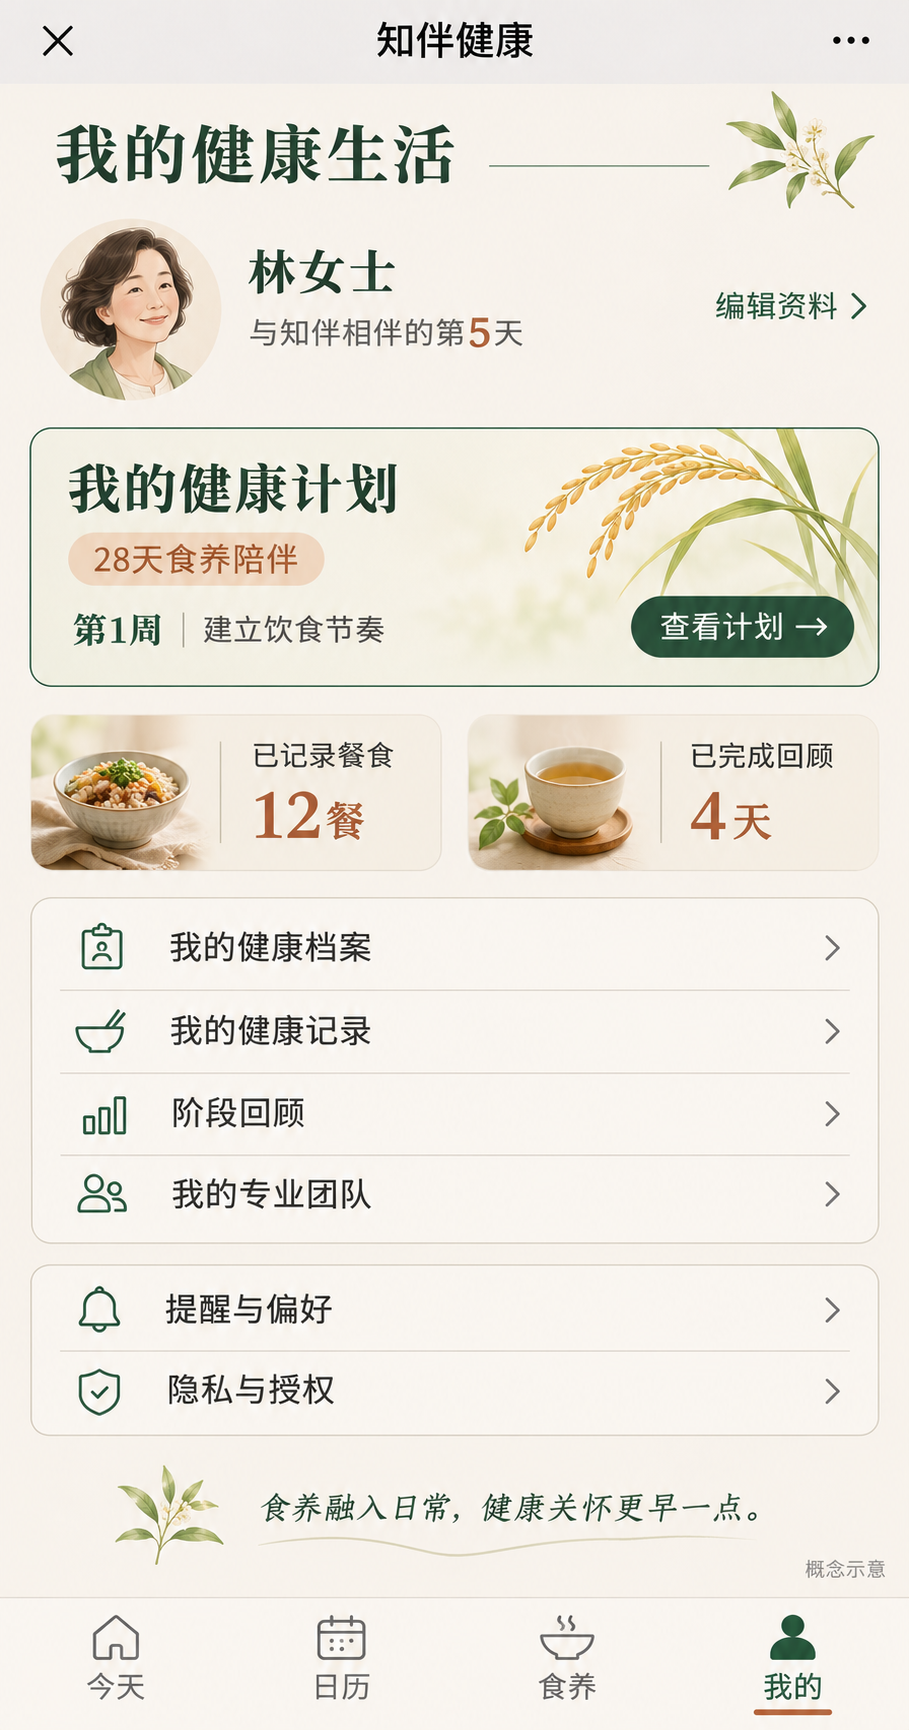 知伴健康
我的健康生活
林女士
与知伴相伴的第5天
编辑资料
我的健康计划
28天食养陪伴
第1周 | 建立饮食节奏
查看计划 →
已记录餐食
12餐
已完成回顾
4天
我的健康档案
我的健康记录
阶段回顾
我的专业团队
提醒与偏好
隐私与授权
食养融入日常，健康关怀更早一点。
概念示意
今天
日历
食养
我的